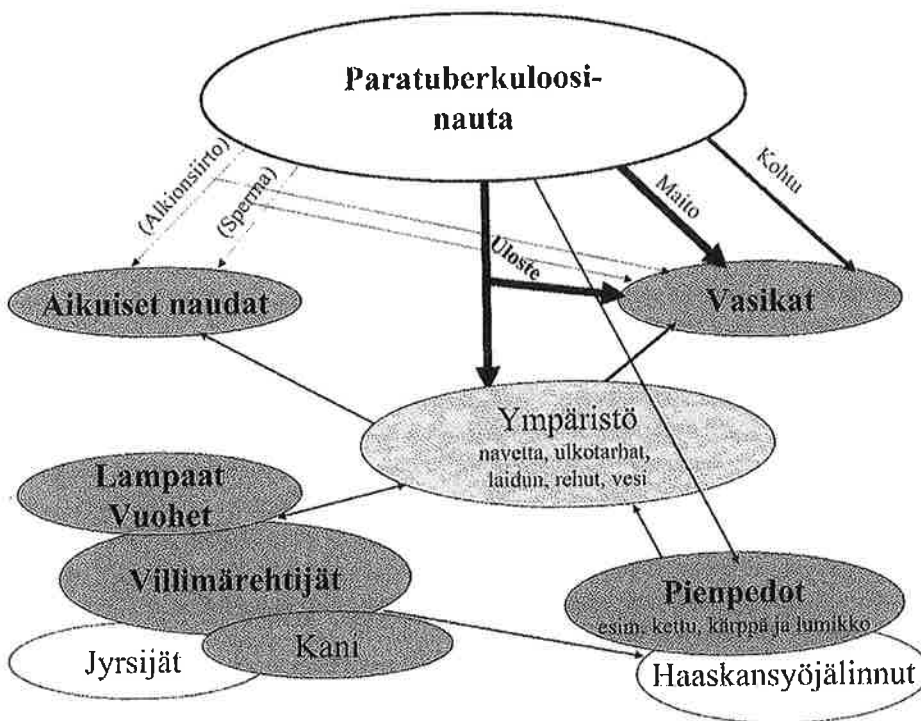 Paratuberkuloosi-
nauta
(Alkionsiirto)
(Sperma)
Uloste
Maito
Kohtu
Aikuiset naudat
Vasikat
Ympäristö
navetta, ulkotarhat,
laidun, rehut, vesi
Lampaat
Vuohet
Villimärehtijät
Kani
Jyrsijät
Pienpedot
esim. kettu, kärppä ja lumikko
Haaskansyöjälinnut